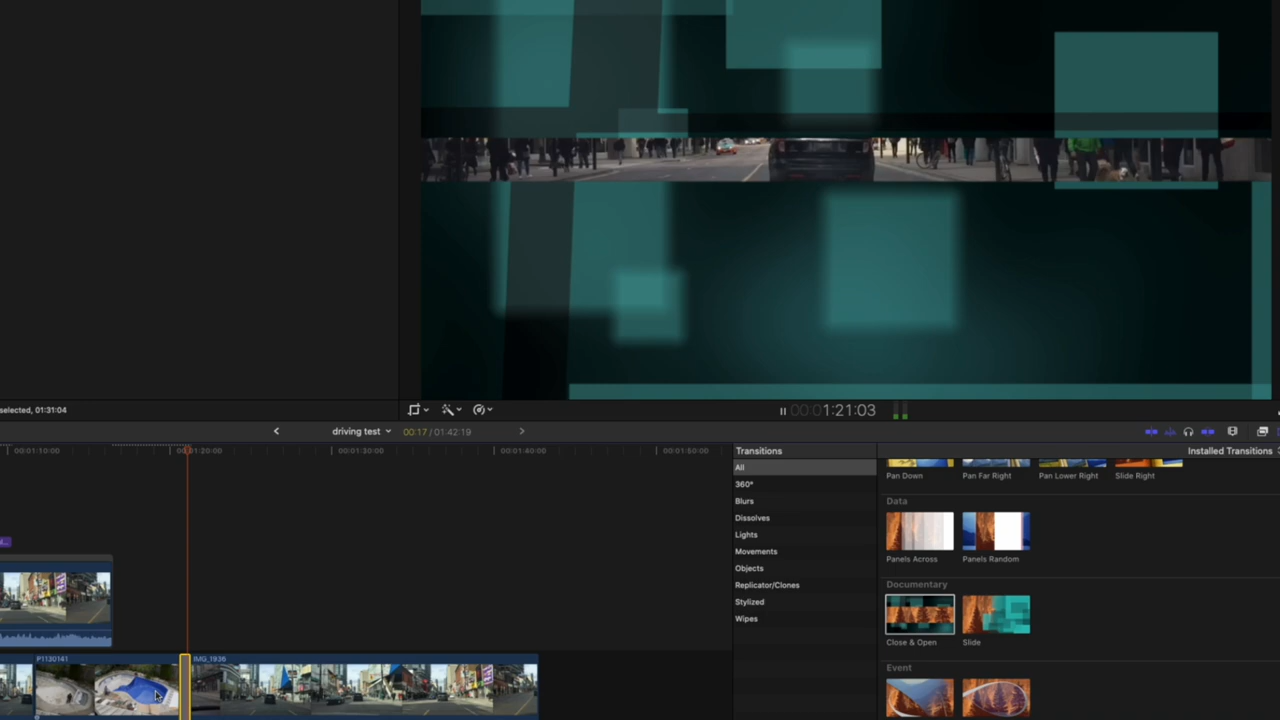 selected, 01:31:04
00:00 1:21:03
driving test
00:17 / 01:42:19
00:01:10:00
00:01:20:00
00:01:30:00
00:01:40:00
00:01:50:00
P1130141
IMG_1936
Transitions
Installed Transitions
All
360°
Blurs
Dissolves
Lights
Movements
Objects
Replicator/Clones
Stylized
Wipes
Pan Down
Pan Far Right
Pan Lower Right
Slide Right
Data
Panels Across
Panels Random
Documentary
Close & Open
Slide
Event